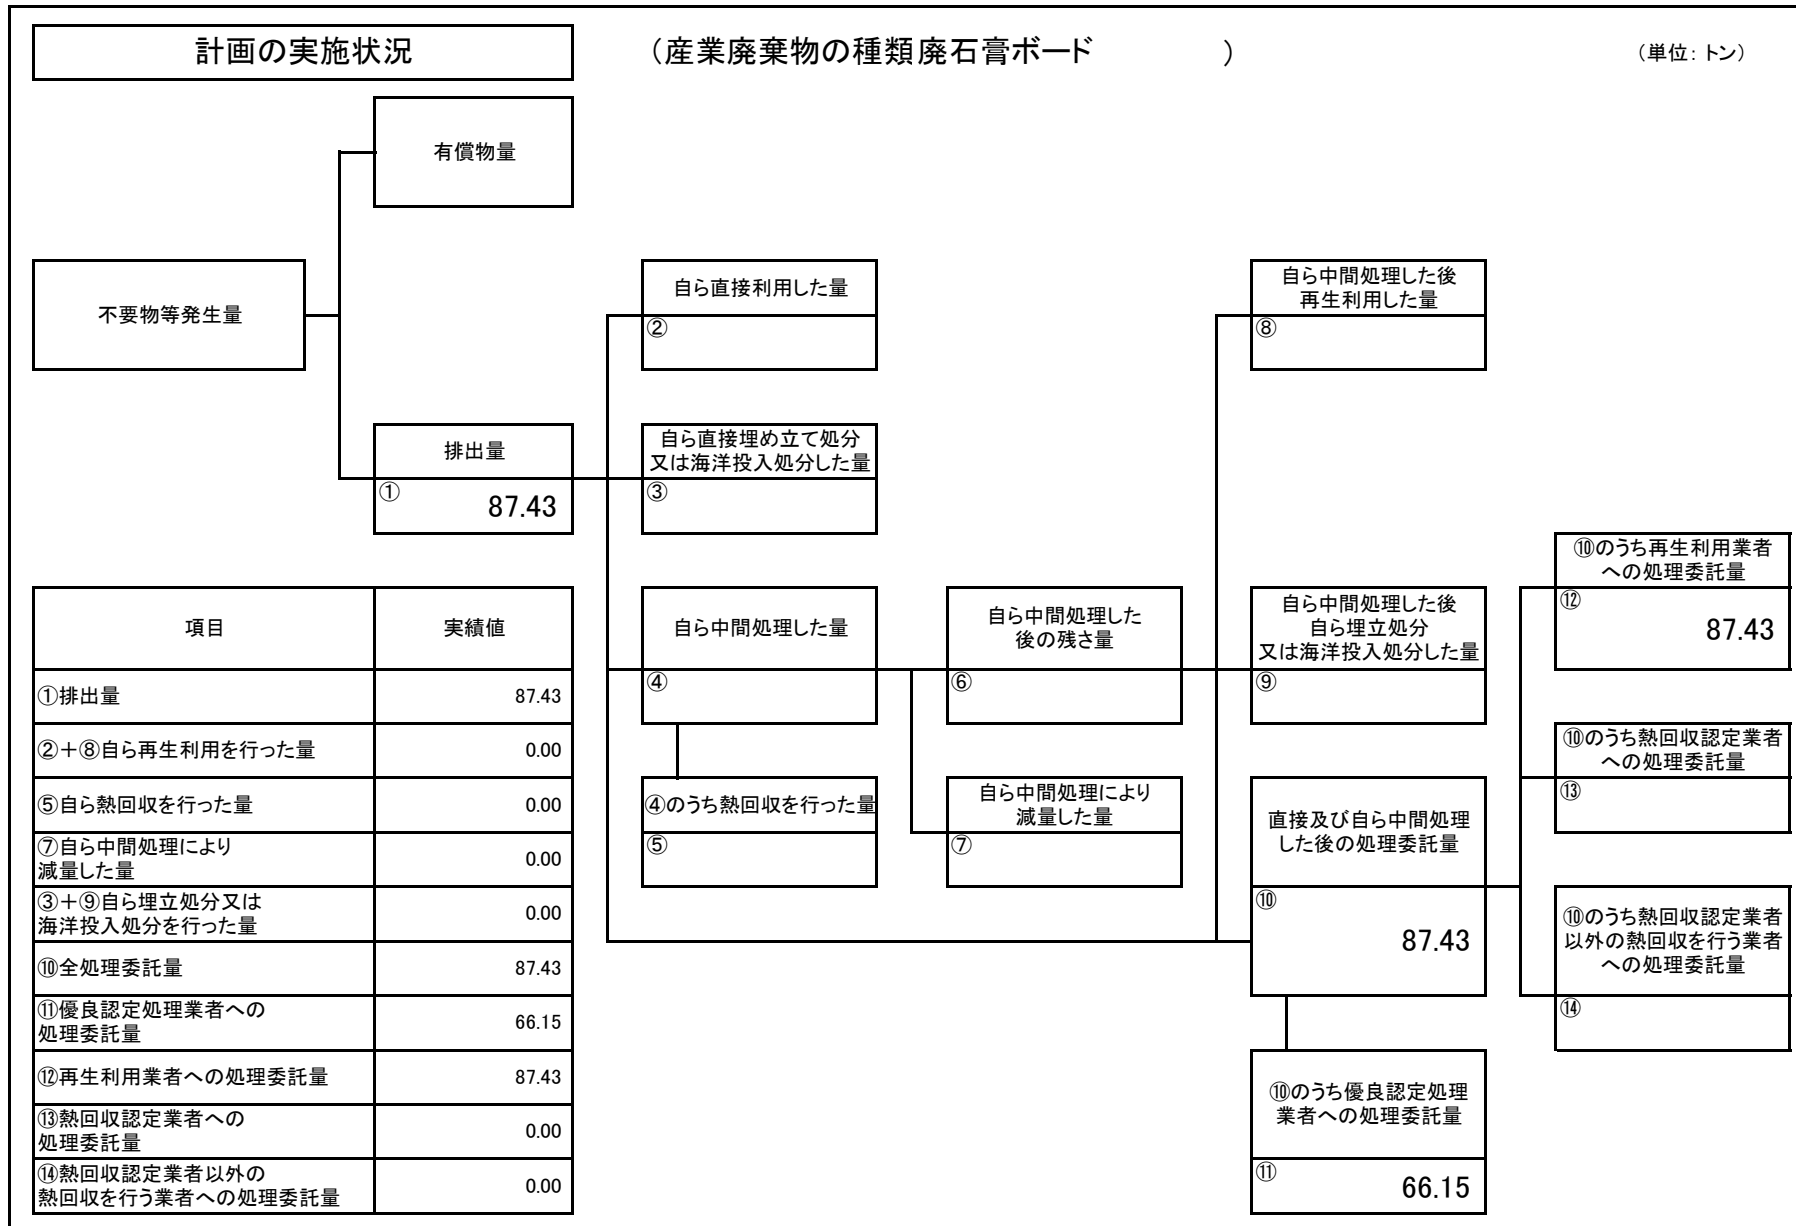 計画の実施状況
(産業廃棄物の種類廃石膏ボード )
(単位:トン)
有償物量
不要物等発生量
自ら直接利用した量
②
自ら中間処理した後
再生利用した量
⑧
排出量
① 87.43
自ら直接埋め立て処分
又は海洋投入処分した量
③
⑩のうち再生利用業者
への処理委託量
⑫ 87.43
自ら中間処理した量
④
自ら中間処理した
後の残さ量
⑥
自ら中間処理した後
自ら埋立処分
又は海洋投入処分した量
⑨
⑩のうち熱回収認定業者
への処理委託量
⑬
④のうち熱回収を行った量
⑤
自ら中間処理により
減量した量
⑦
直接及び自ら中間処理
した後の処理委託量
⑩ 87.43
⑩のうち熱回収認定業者
以外の熱回収を行う業者
への処理委託量
⑭
⑩のうち優良認定処理
業者への処理委託量
⑪ 66.15
項目 実績値
①排出量 87.43
②+⑧自ら再生利用を行った量 0.00
⑤自ら熱回収を行った量 0.00
⑦自ら中間処理により
減量した量 0.00
③+⑨自ら埋立処分又は
海洋投入処分を行った量 0.00
⑩全処理委託量 87.43
⑪優良認定処理業者への
処理委託量 66.15
⑫再生利用業者への処理委託量 87.43
⑬熱回収認定業者への
処理委託量 0.00
⑭熱回収認定業者以外の
熱回収を行う業者への処理委託量 0.00